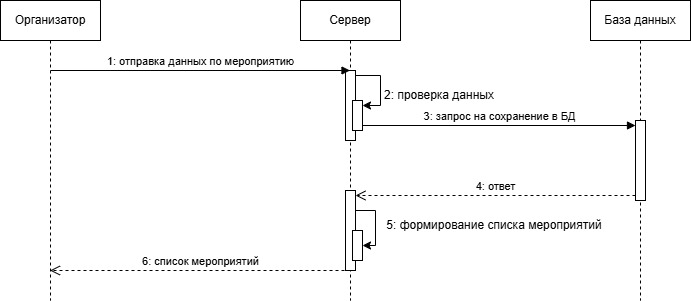 Организатор
Сервер
База данных
1: отправка данных по мероприятию
2: проверка данных
3: запрос на сохранение в БД
4: ответ
5: формирование списка мероприятий
6: список мероприятий